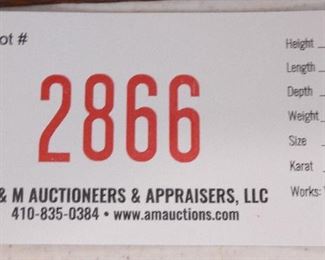 ot #
2866
& M AUCTIONEERS & APPRAISERS, LLC
410-835-0384 • www.amauctions.com
Height
Length
Depth
Weight
Size
Karat
Works: